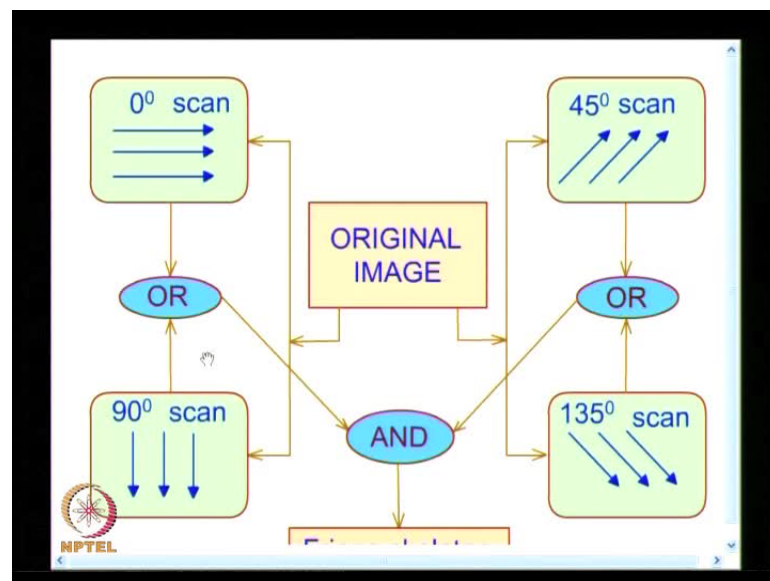 0⁰ scan
45⁰ scan
ORIGINAL
IMAGE
OR
OR
90⁰ scan
AND
135⁰ scan
NPTEL